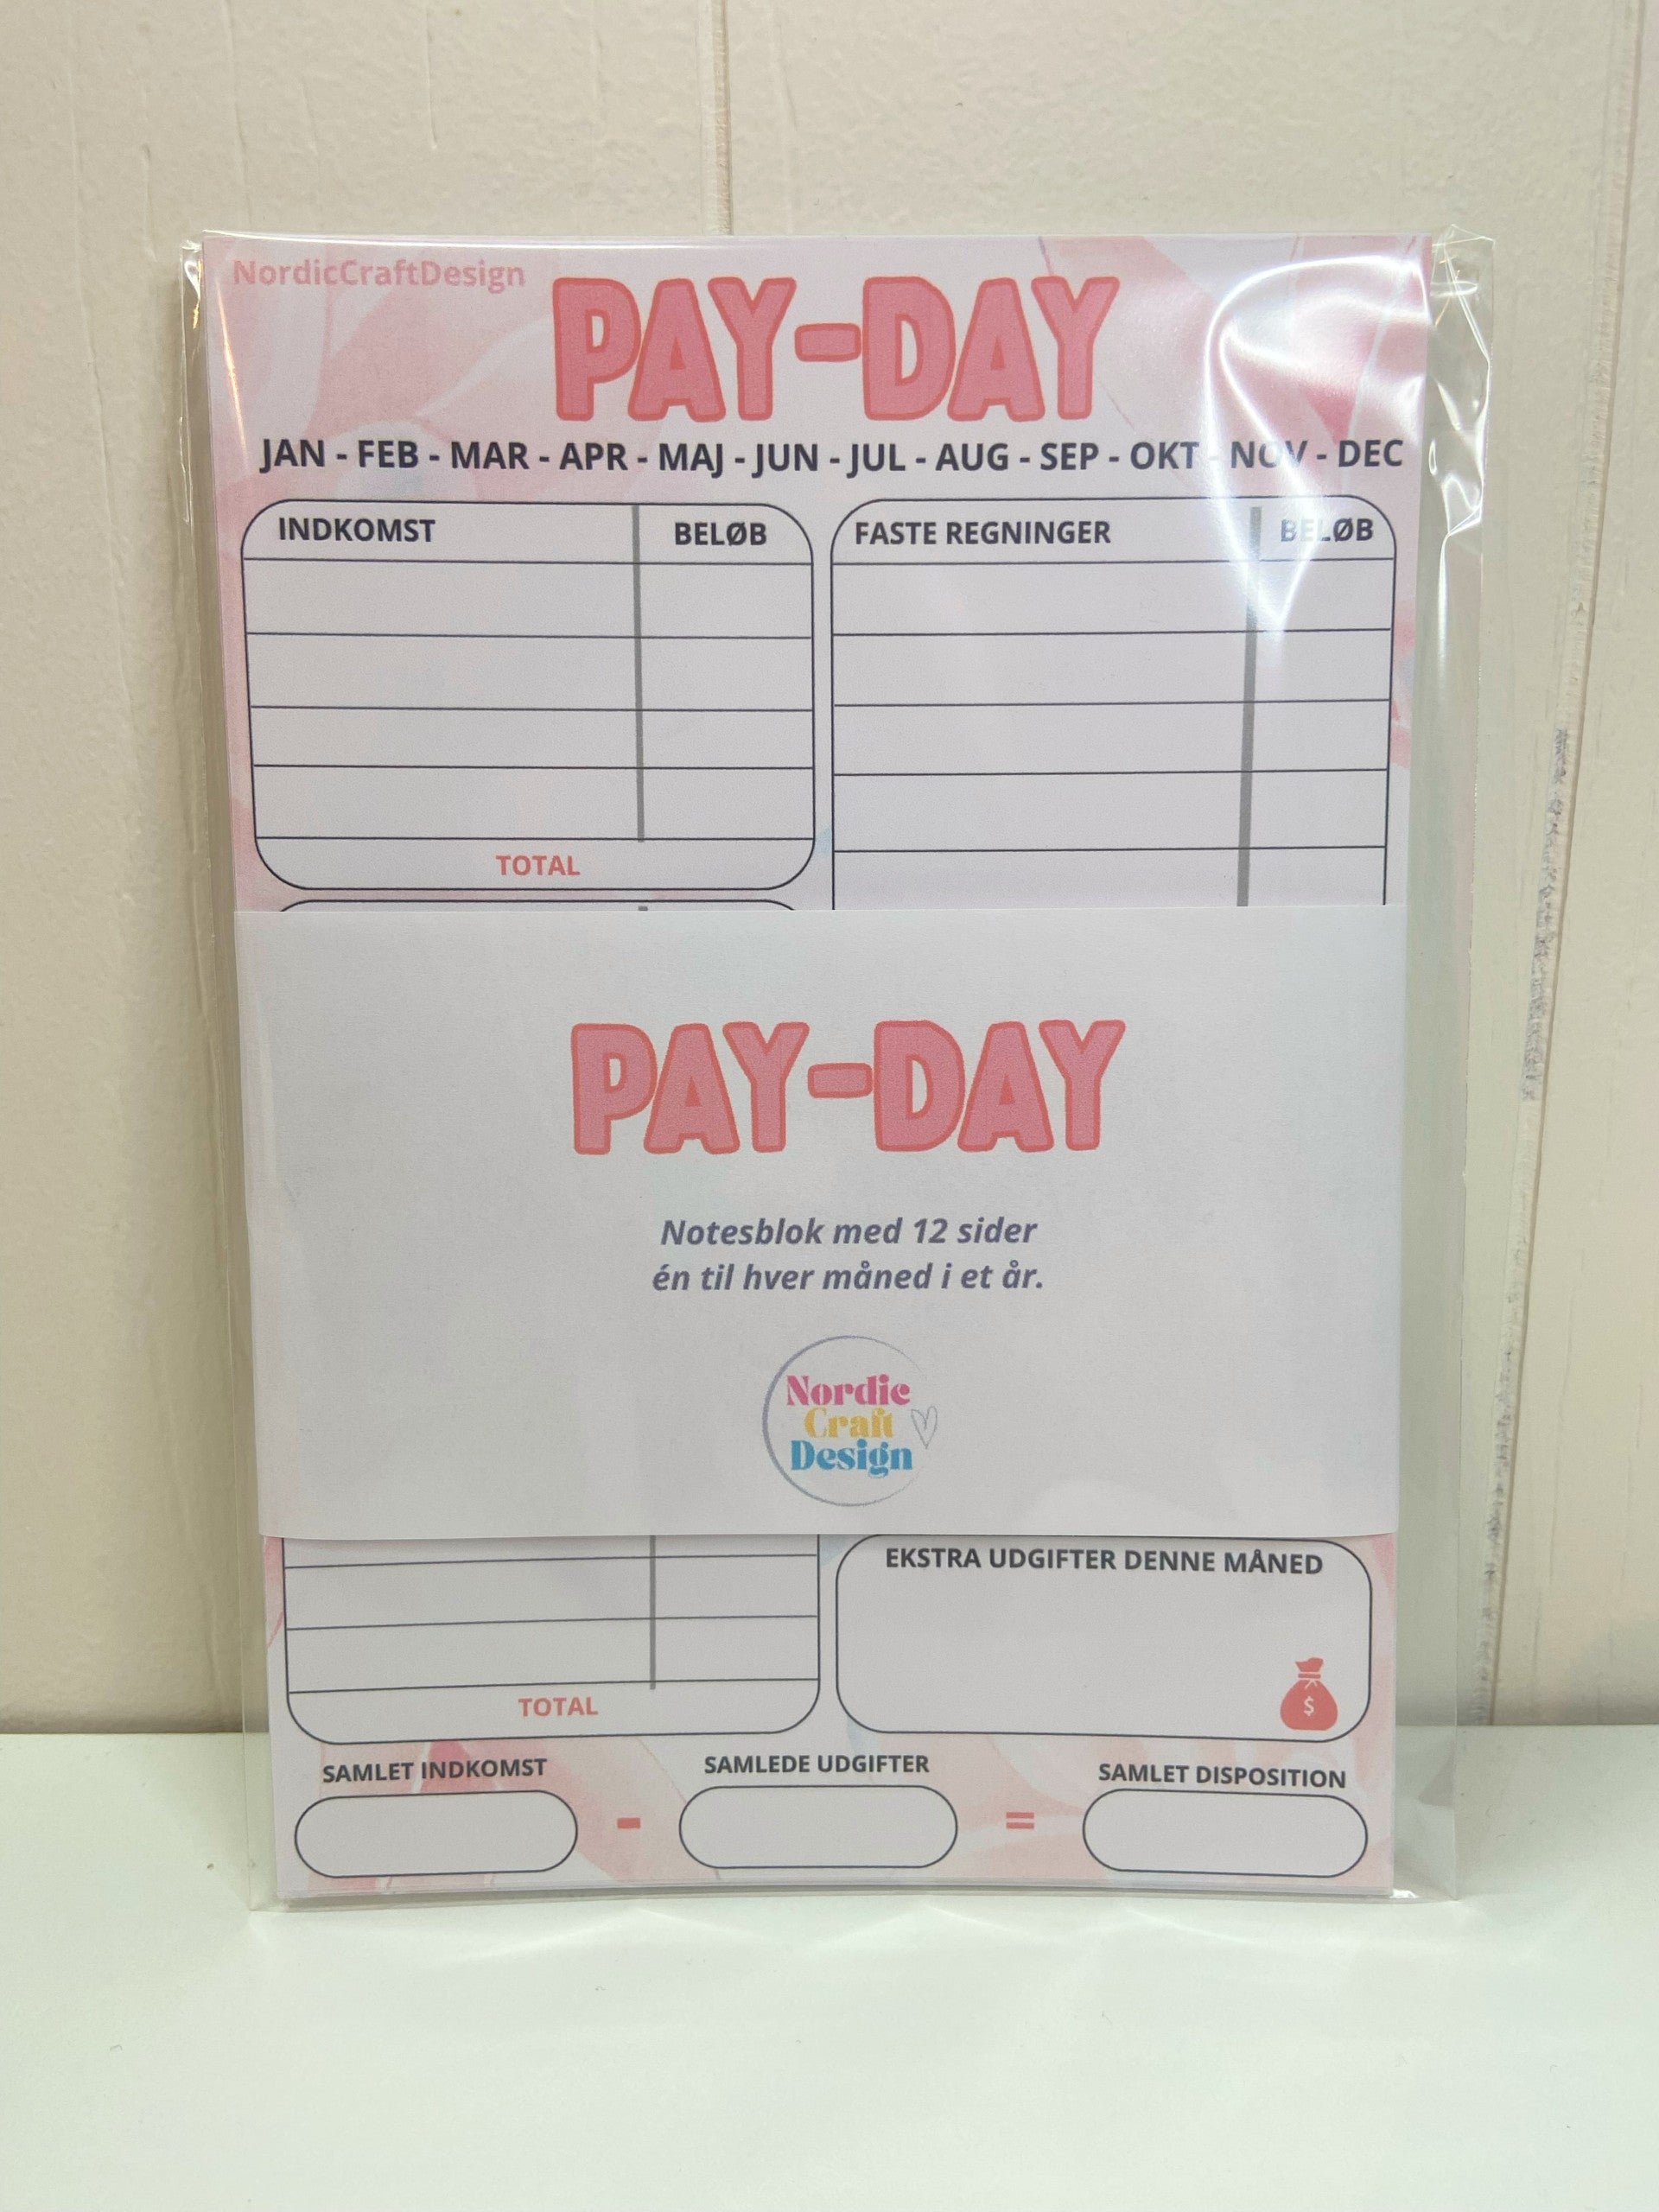 NordicCraftDesign
PAY-DAY
JAN - FEB - MAR - APR - MAJ - JUN - JUL - AUG - SEP - OKT - NOV - DEC
INDKOMST BELØB
FASTE REGNINGER BELØB
TOTAL
PAY-DAY
Notesblok med 12 sider
én til hver måned i et år.
Nordic
Craft
Design
EKSTRA UDGIFTER DENNE MÅNED
$
TOTAL
SAMLET INDKOMST
SAMLEDE UDGIFTER
SAMLET DISPOSITION
- =